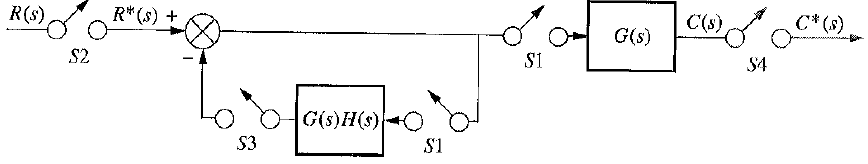 R(s)
R*(s)
+
−
S2
S1
G(s)
C(s)
S4
C*(s)
S3
G(s)H(s)
S1